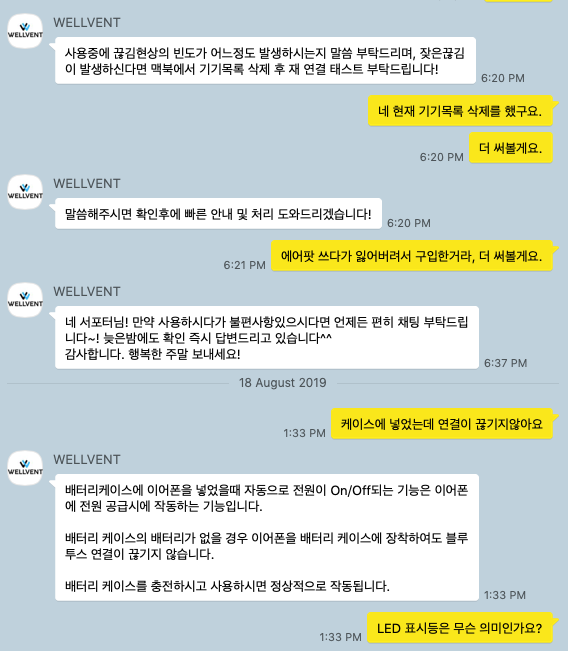 WELLVENT
WELLVENT
사용중에 끊김현상의 빈도가 어느정도 발생하시는지 말씀 부탁드리며, 잦은끊김
이 발생하신다면 맥북에서 기기목록 삭제 후 재 연결 태스트 부탁드립니다!
6:20 PM
네 현재 기기목록 삭제를 했구요.
더 써볼게요.
6:20 PM
WELLVENT
WELLVENT
말씀해주시면 확인후에 빠른 안내 및 처리 도와드리겠습니다!
6:20 PM
에어팟 쓰다가 잃어버려서 구입한거라, 더 써볼게요.
6:21 PM
WELLVENT
WELLVENT
네 서포터님! 만약 사용하시다가 불편사항있으시다면 언제든 편히 채팅 부탁드립
니다~! 늦은밤에도 확인 즉시 답변드리고 있습니다^^
감사합니다. 행복한 주말 보내세요!
6:37 PM
18 August 2019
케이스에 넣었는데 연결이 끊기지않아요
1:33 PM
WELLVENT
WELLVENT
배터리케이스에 이어폰을 넣었을때 자동으로 전원이 On/Off되는 기능은 이어폰
에 전원 공급시에 작동하는 기능입니다.
배터리 케이스의 배터리가 없을 경우 이어폰을 배터리 케이스에 장착하여도 블루
투스 연결이 끊기지 않습니다.
배터리 케이스를 충전하시고 사용하시면 정상적으로 작동됩니다.
1:33 PM
LED 표시등은 무슨 의미인가요?
1:33 PM